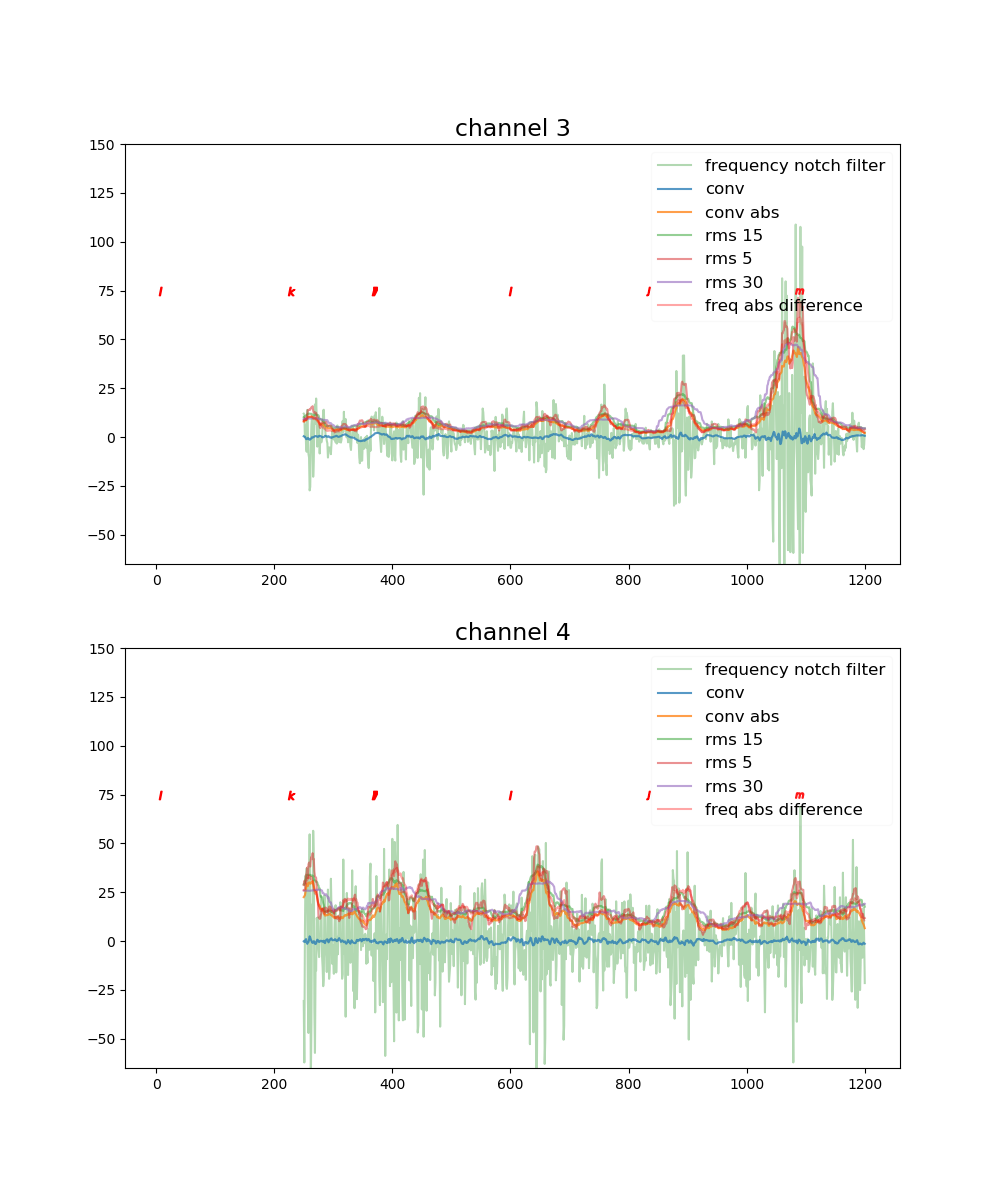 channel 3
150
125
100
75
50
25
0
−25
−50
frequency notch filter
conv
conv abs
rms 15
rms 5
rms 30
freq abs difference
l k l J m
0 200 400 600 800 1000 1200
channel 4
150
125
100
75
50
25
0
−25
−50
frequency notch filter
conv
conv abs
rms 15
rms 5
rms 30
freq abs difference
l k l J m
0 200 400 600 800 1000 1200